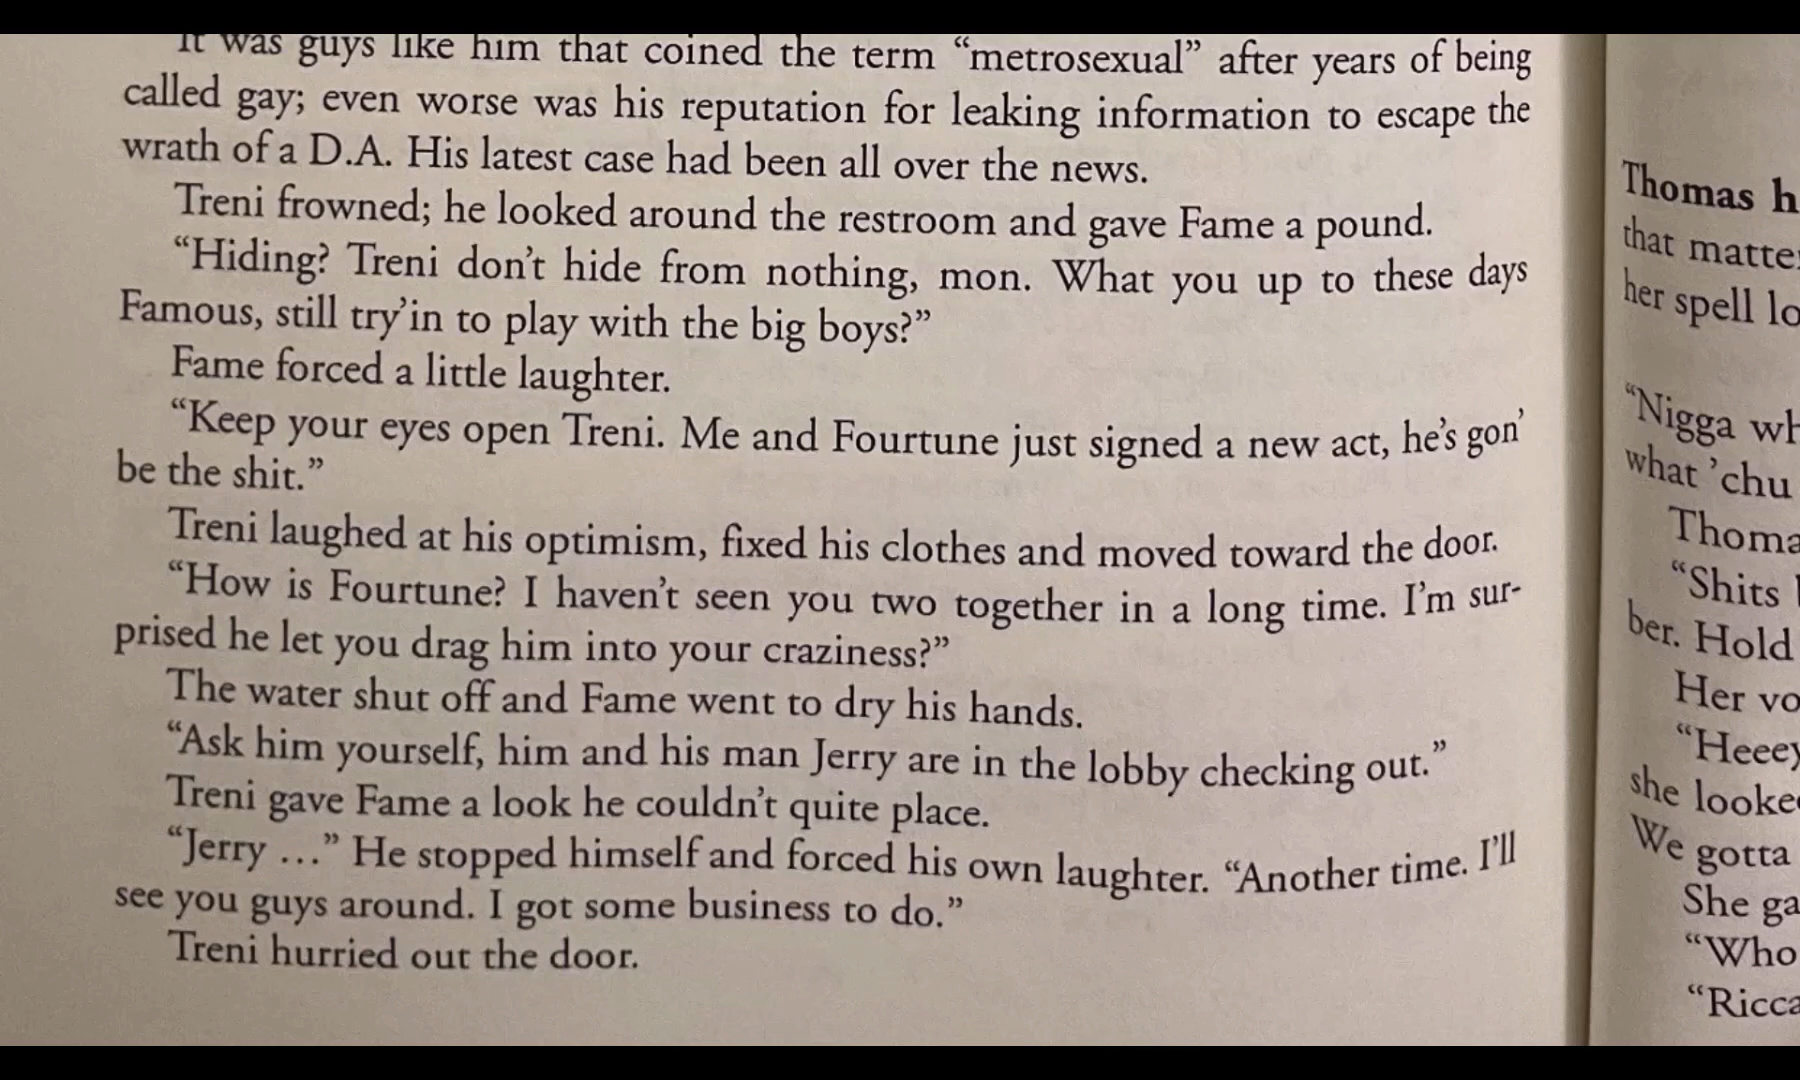 It was guys like him that coined the term “metrosexual” after years of being
called gay; even worse was his reputation for leaking information to escape the
wrath of a D.A. His latest case had been all over the news.
Treni frowned; he looked around the restroom and gave Fame a pound.
“Hiding? Treni don’t hide from nothing, mon. What you up to these days
Famous, still try’in to play with the big boys?”
Fame forced a little laughter.
“Keep your eyes open Treni. Me and Fourtune just signed a new act, he’s gon’
be the shit.”
Treni laughed at his optimism, fixed his clothes and moved toward the door.
“How is Fourtune? I haven’t seen you two together in a long time. I’m sur-
prised he let you drag him into your craziness?”
The water shut off and Fame went to dry his hands.
“Ask him yourself, him and his man Jerry are in the lobby checking out.”
Treni gave Fame a look he couldn’t quite place.
“Jerry …” He stopped himself and forced his own laughter. “Another time. I’ll
see you guys around. I got some business to do.”
Treni hurried out the door.
Thomas h
that matte
her spell lo
“Nigga wh
what ’chu
Thoma
“Shits
ber. Hold
Her vo
“Heeey
she looke
We gotta
She ga
“Who
“Ricca